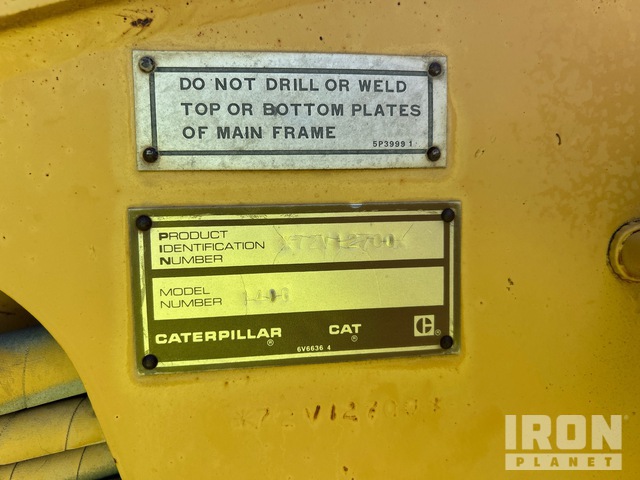 DO NOT DRILL OR WELD
TOP OR BOTTOM PLATES
OF MAIN FRAME
5P3999 1
PRODUCT
IDENTIFICATION
NUMBER
MODEL
NUMBER
CATERPILLAR ®
CAT ®
C ®
6V6636 4
IRON
PLANET